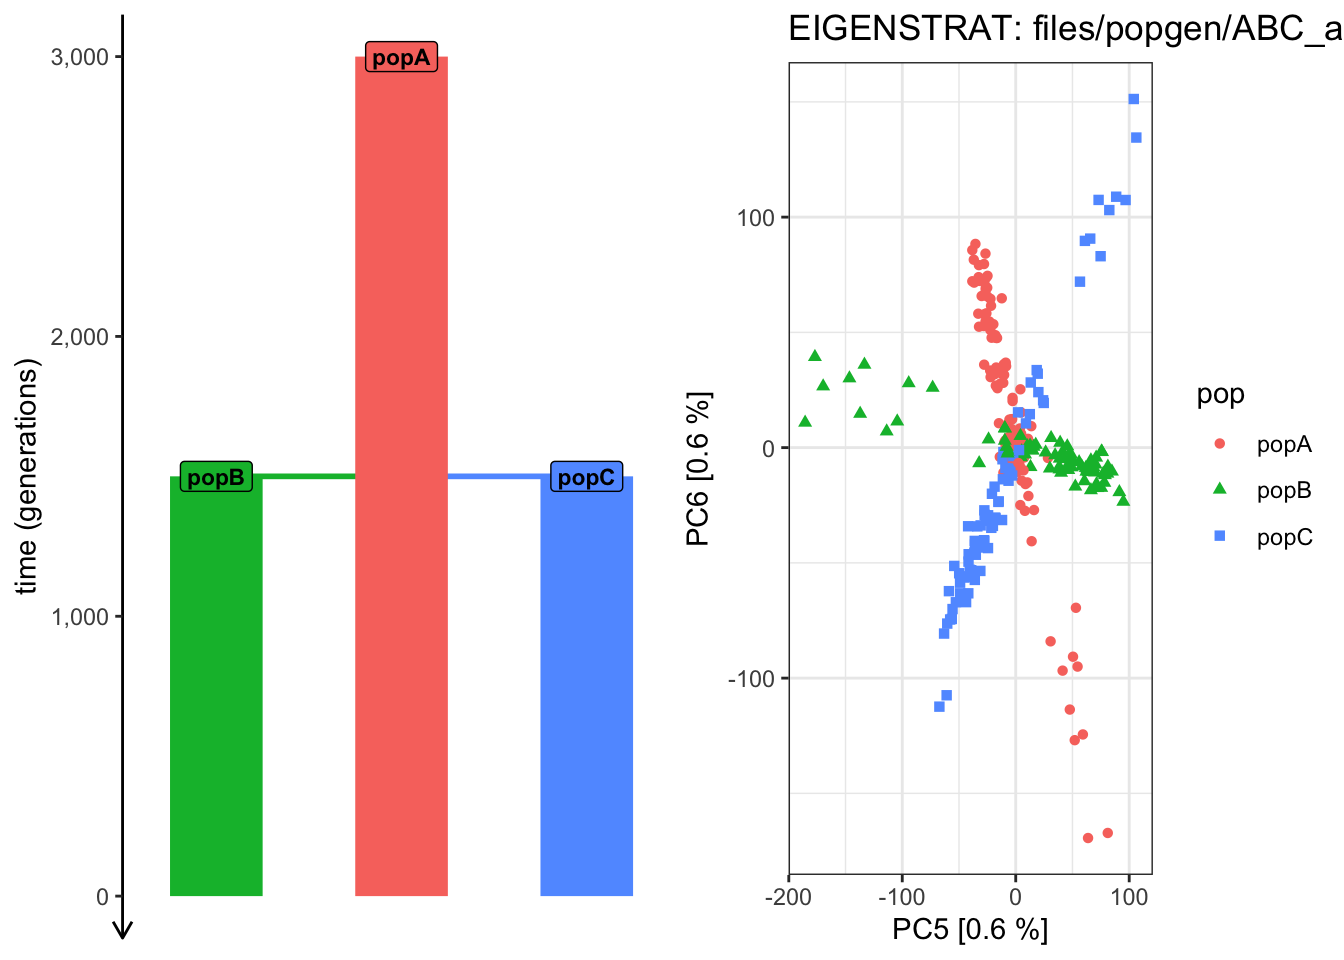 time (generations)
3,000
2,000
1,000
0
popA
popB
popC
EIGENSTRAT: files/popgen/ABC_a
PC6 [0.6 %]
100
0
-100
-200
-100
0
100
PC5 [0.6 %]
pop
popA
popB
popC